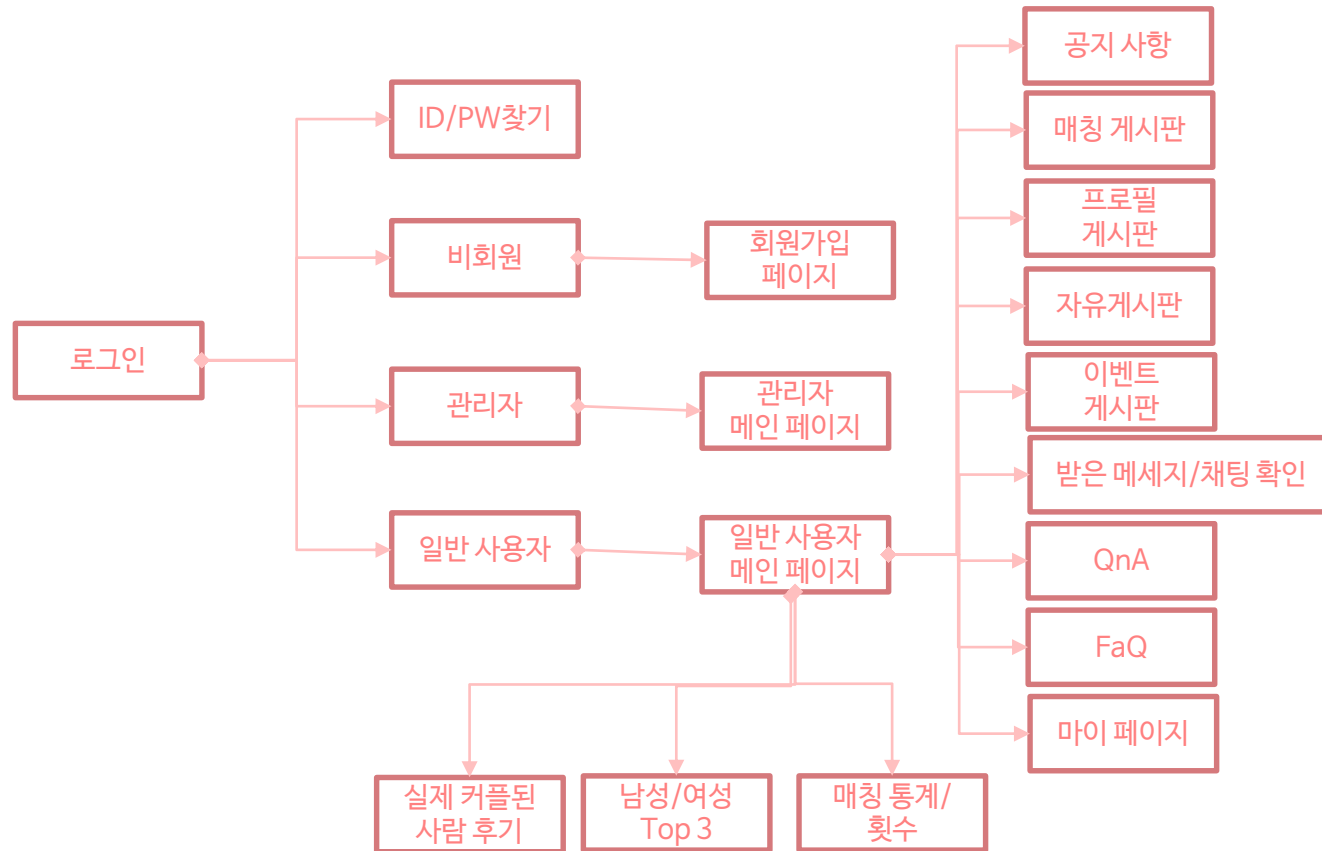 로그인
ID/PW찾기
비회원
관리자
일반 사용자
회원가입
페이지
관리자
메인 페이지
일반 사용자
메인 페이지
공지 사항
매칭 게시판
프로필
게시판
자유게시판
이벤트
게시판
받은 메세지/채팅 확인
QnA
FaQ
마이 페이지
실제 커플된
사람 후기
남성/여성
Top 3
매칭 통계/
횟수